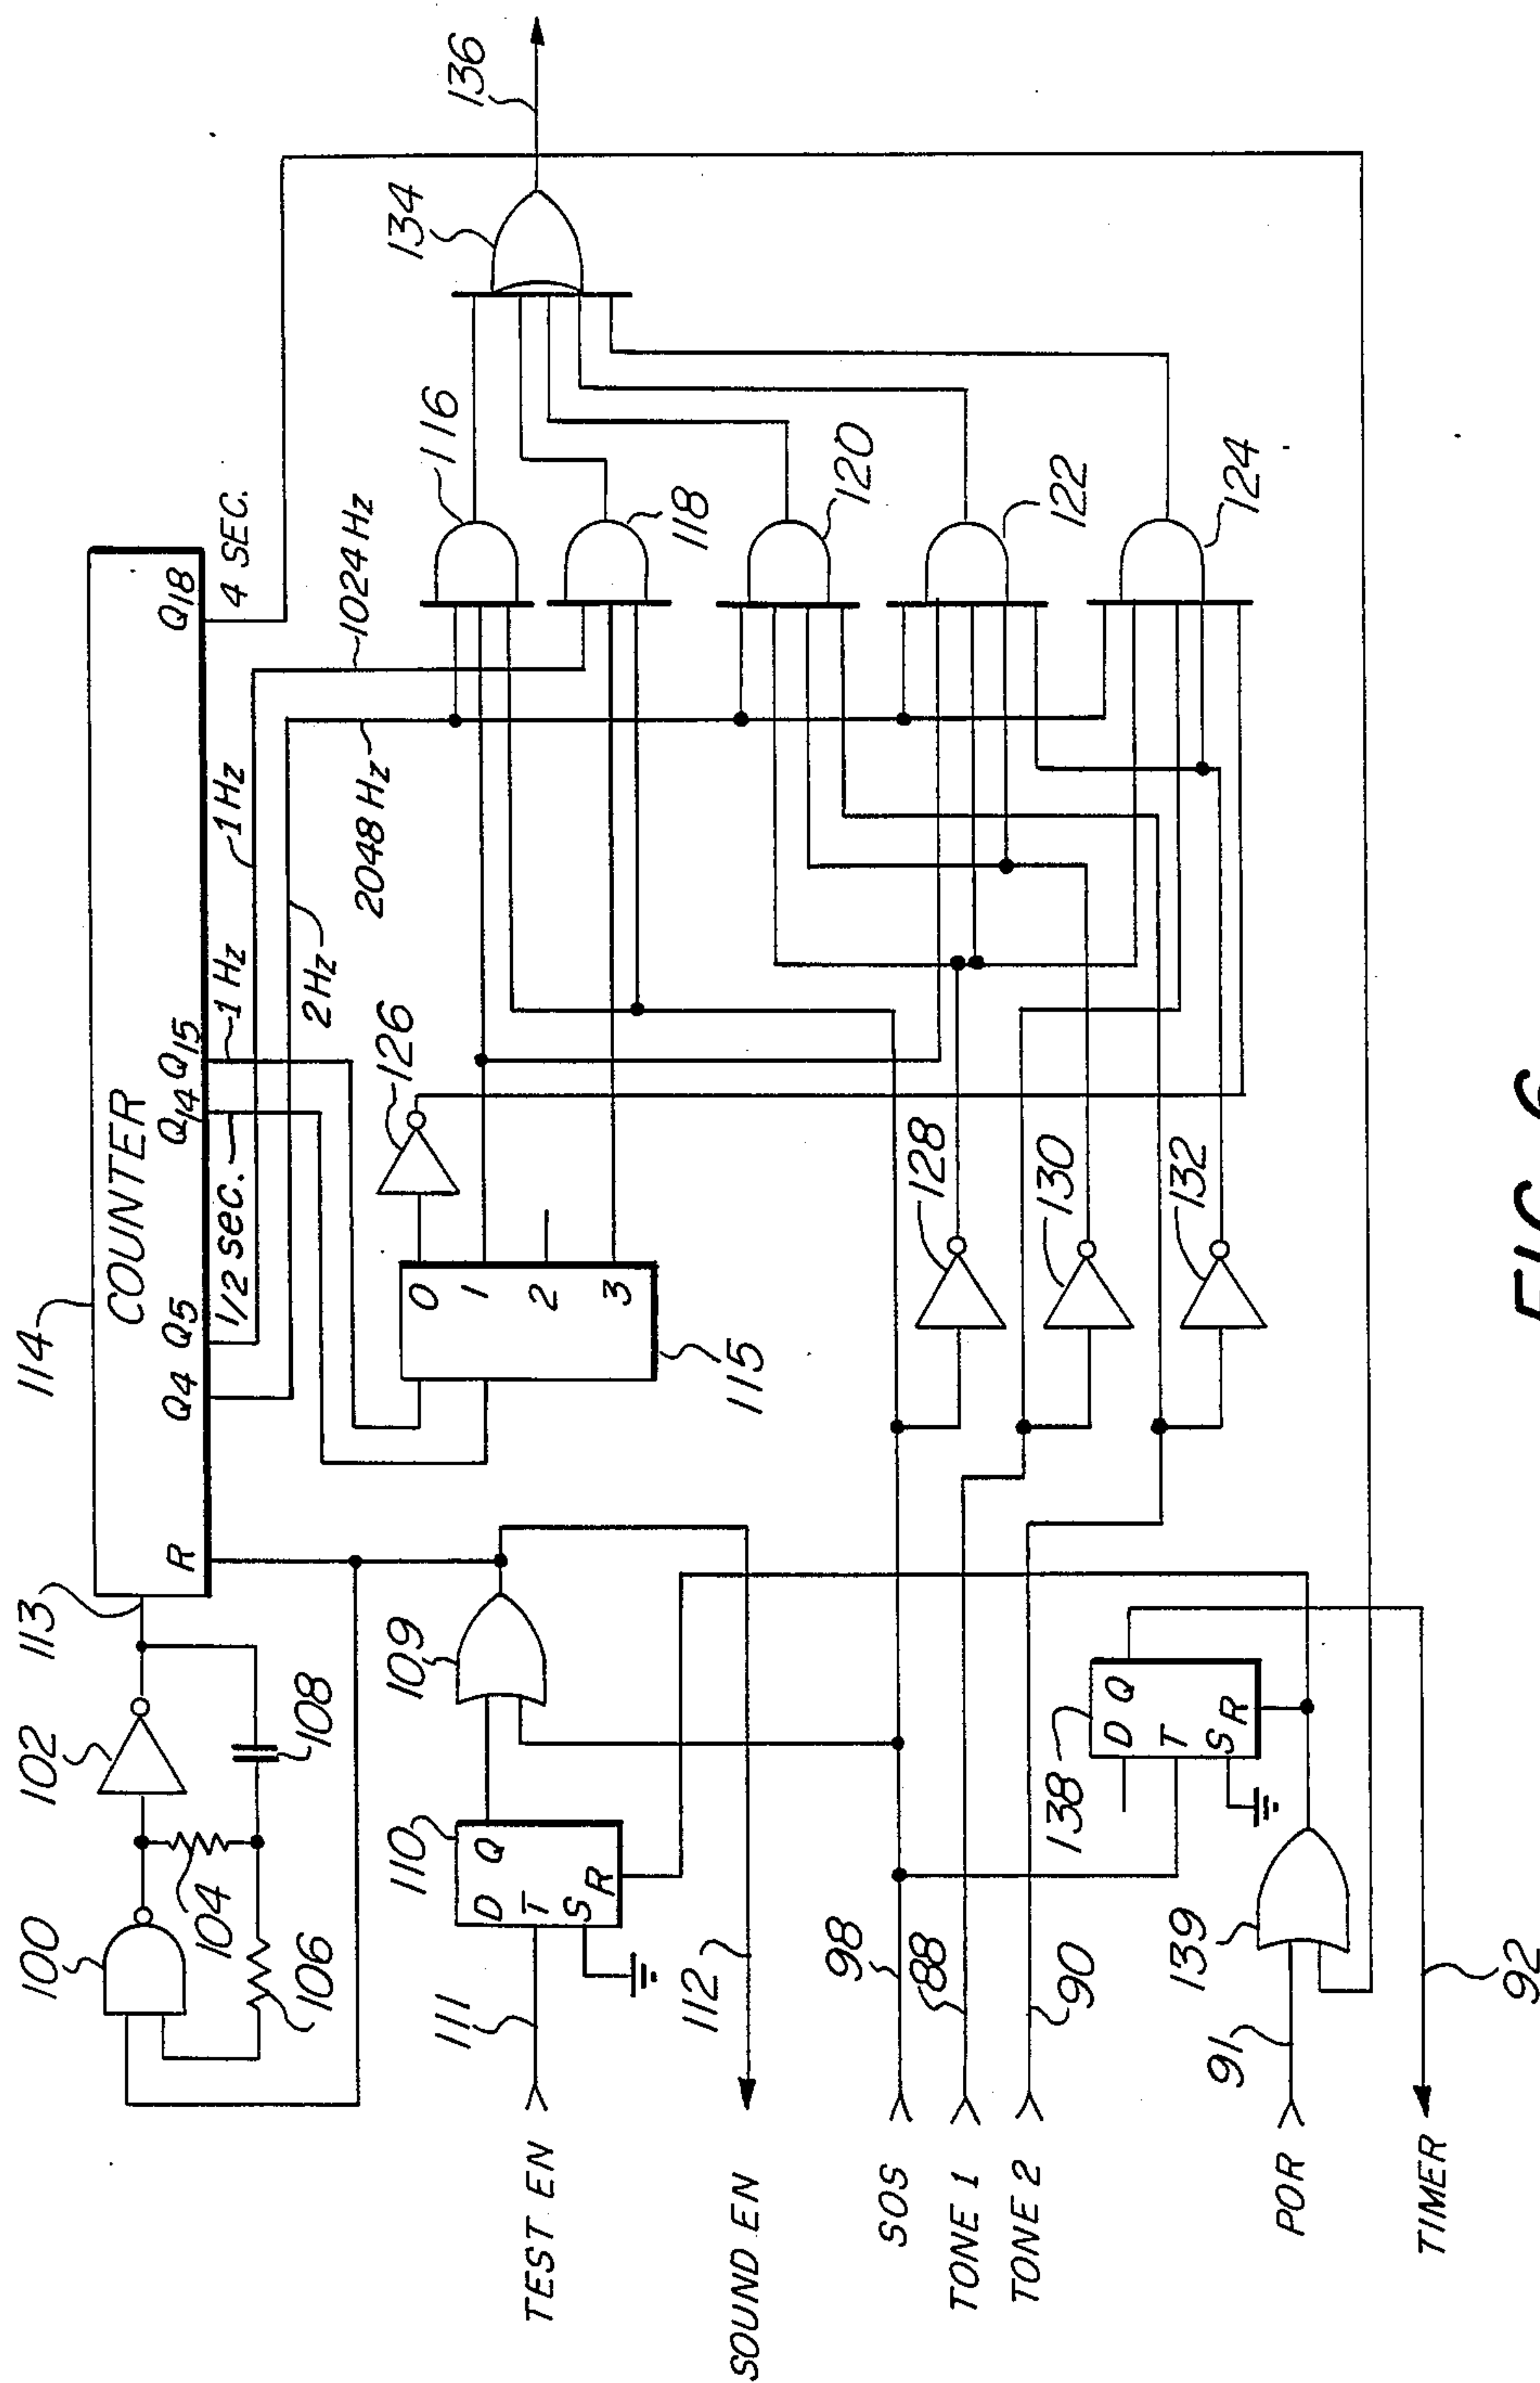 114
COUNTER
R
Q4
Q5
Q14
Q15
Q18
113
102
100
104
106
108
1/2 sec.
1 Hz
1 Hz
4 SEC.
2 Hz
2048 Hz
1024 Hz
126
116
134
136
109
110
D Q
T
S
R
111
TEST EN
0
1
2
3
115
118
120
122
124
112
SOUND EN
128
130
132
98
88
90
SOS
TONE 1
TONE 2
138
D Q
T
S
R
139
91
POR
92
TIMER